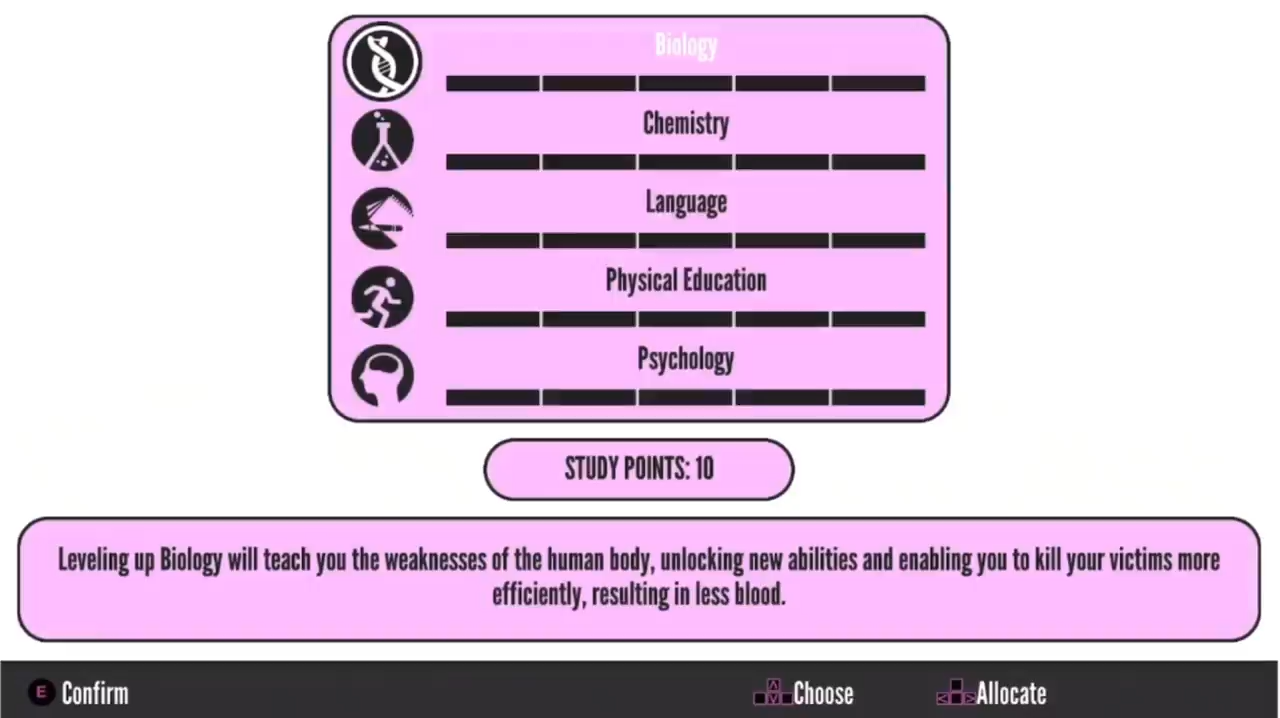 Biology
Chemistry
Language
Physical Education
Psychology
STUDY POINTS: 10
Leveling up Biology will teach you the weaknesses of the human body, unlocking new abilities and enabling you to kill your victims more
efficiently, resulting in less blood.
E Confirm
Choose
Allocate